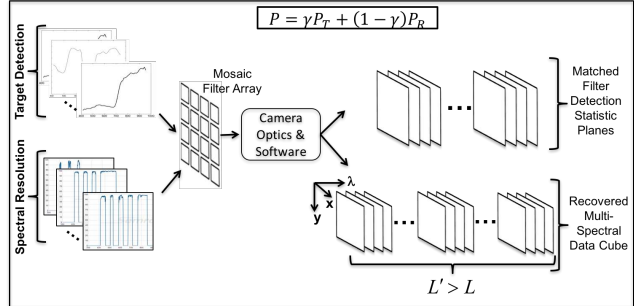 P = γP_T + (1 − γ)P_R
Target Detection
Spectral Resolution
Mosaic
Filter Array
Camera
Optics &
Software
Matched
Filter
Detection
Statistic
Planes
λ
x
y
Recovered
Multi-
Spectral
Data Cube
L' > L